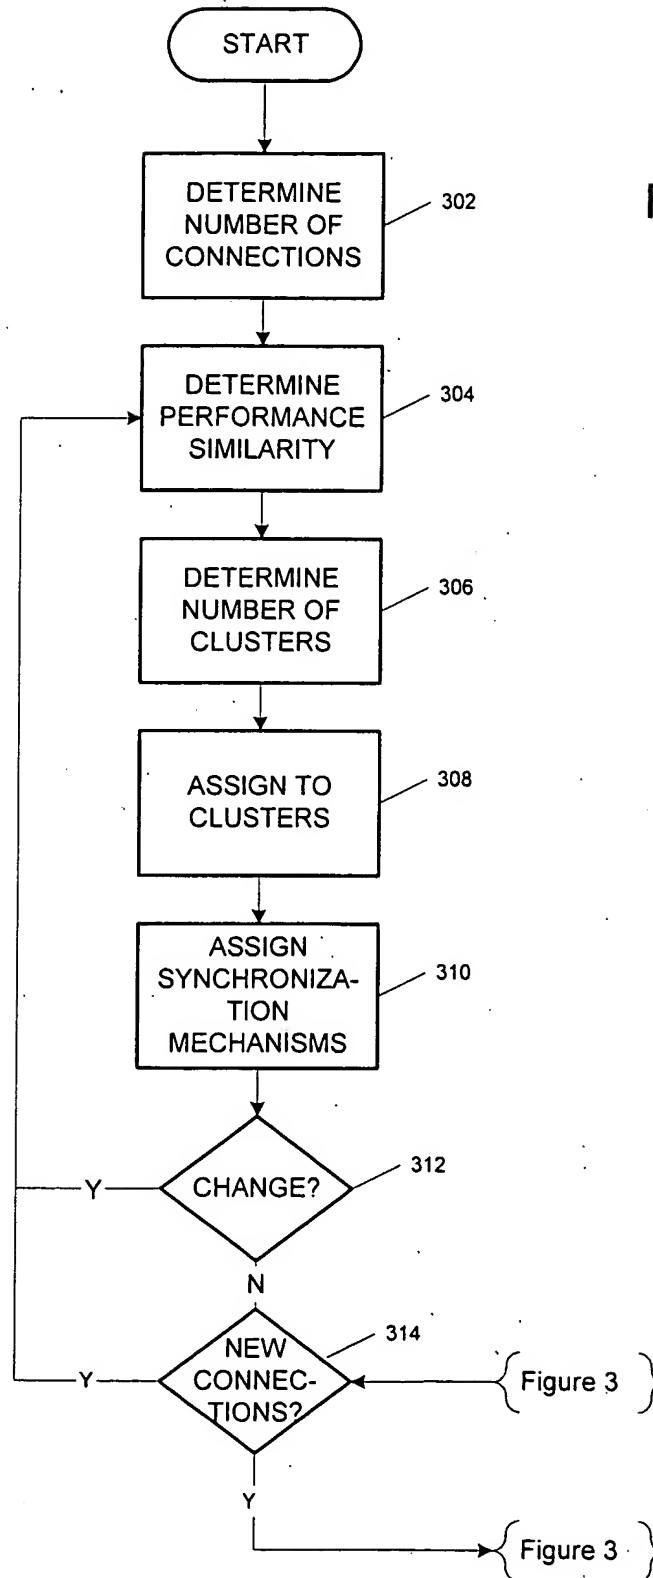 START
DETERMINE
NUMBER OF
CONNECTIONS
302
DETERMINE
PERFORMANCE
SIMILARITY
304
DETERMINE
NUMBER OF
CLUSTERS
306
ASSIGN TO
CLUSTERS
308
ASSIGN
SYNCHRONIZA-
TION
MECHANISMS
310
CHANGE?
312
Y
N
NEW
CONNEC-
TIONS?
314
Y
Figure 3
Y
Figure 3